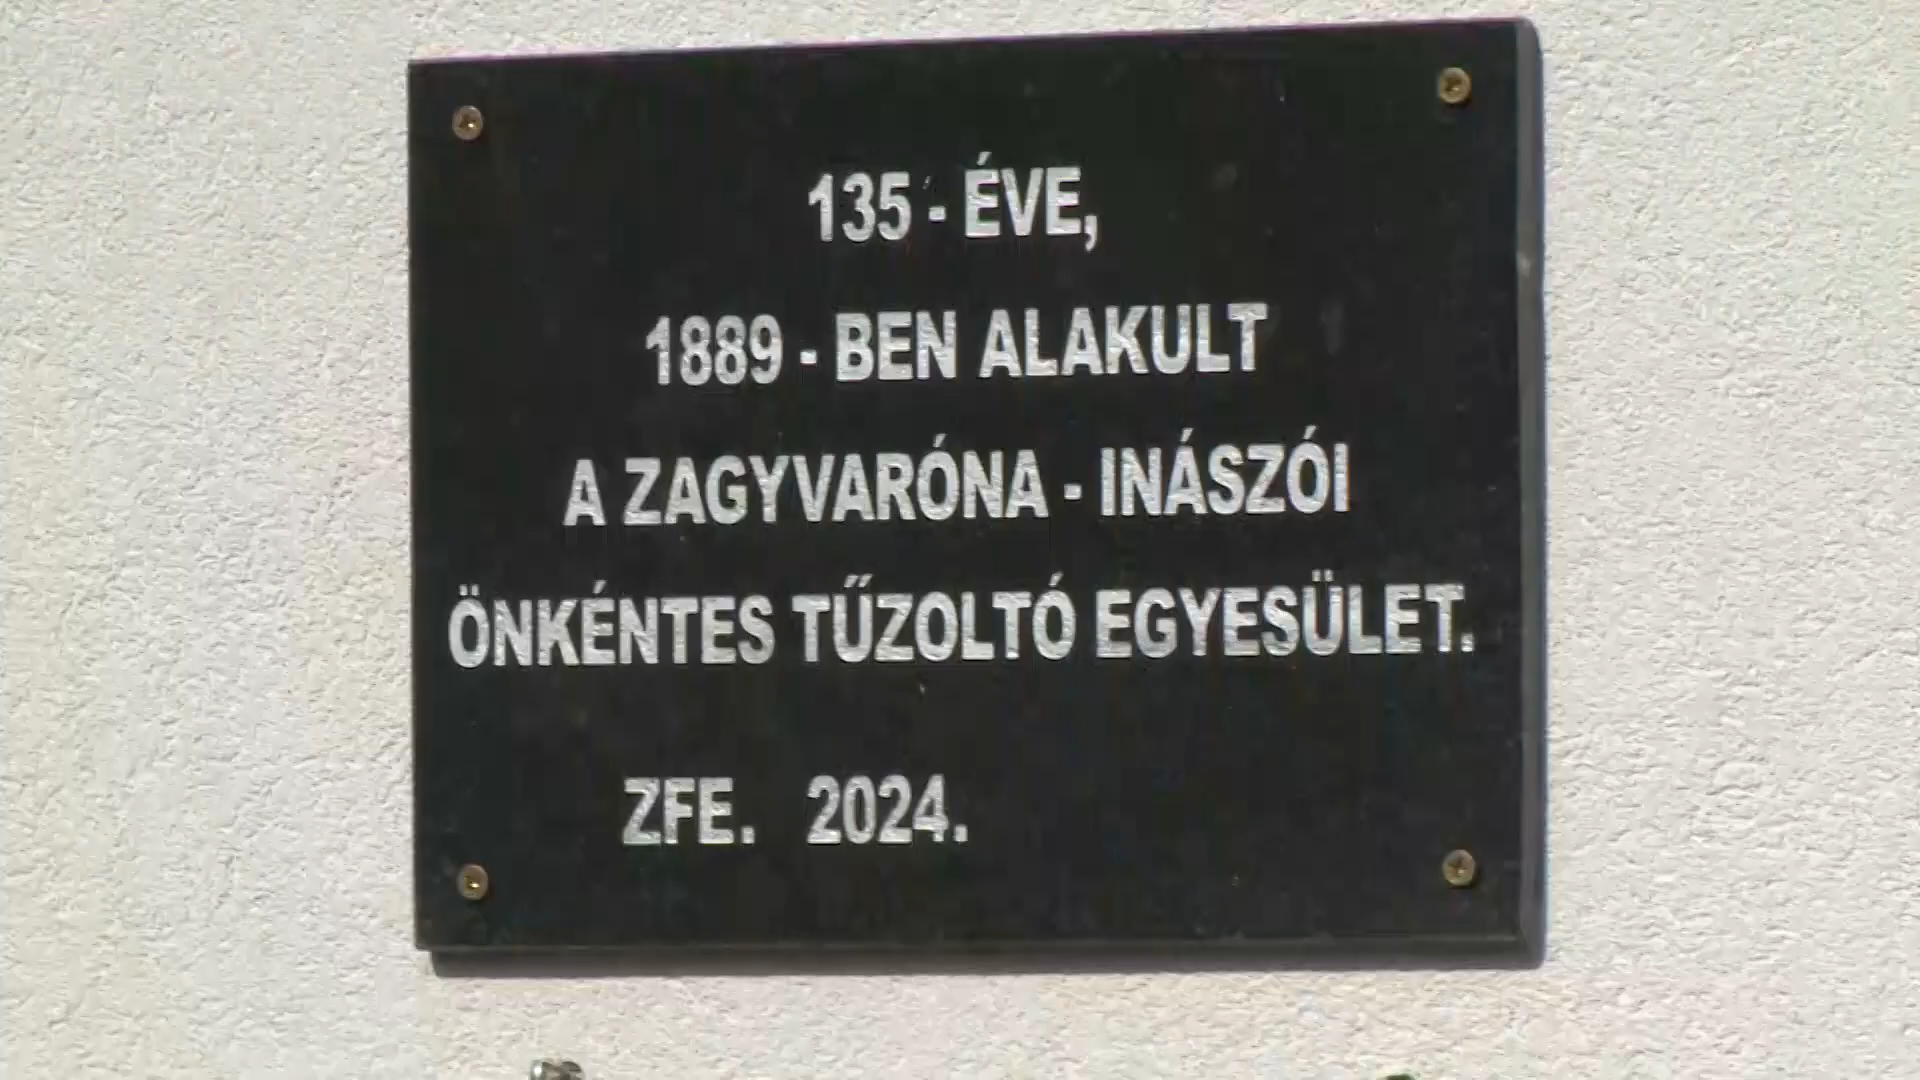 135 - ÉVE,
1889 - BEN ALAKULT
A ZAGYVARÓNA - INÁSZÓI
ÖNKÉNTES TŰZOLTÓ EGYESÜLET.
ZFE. 2024.